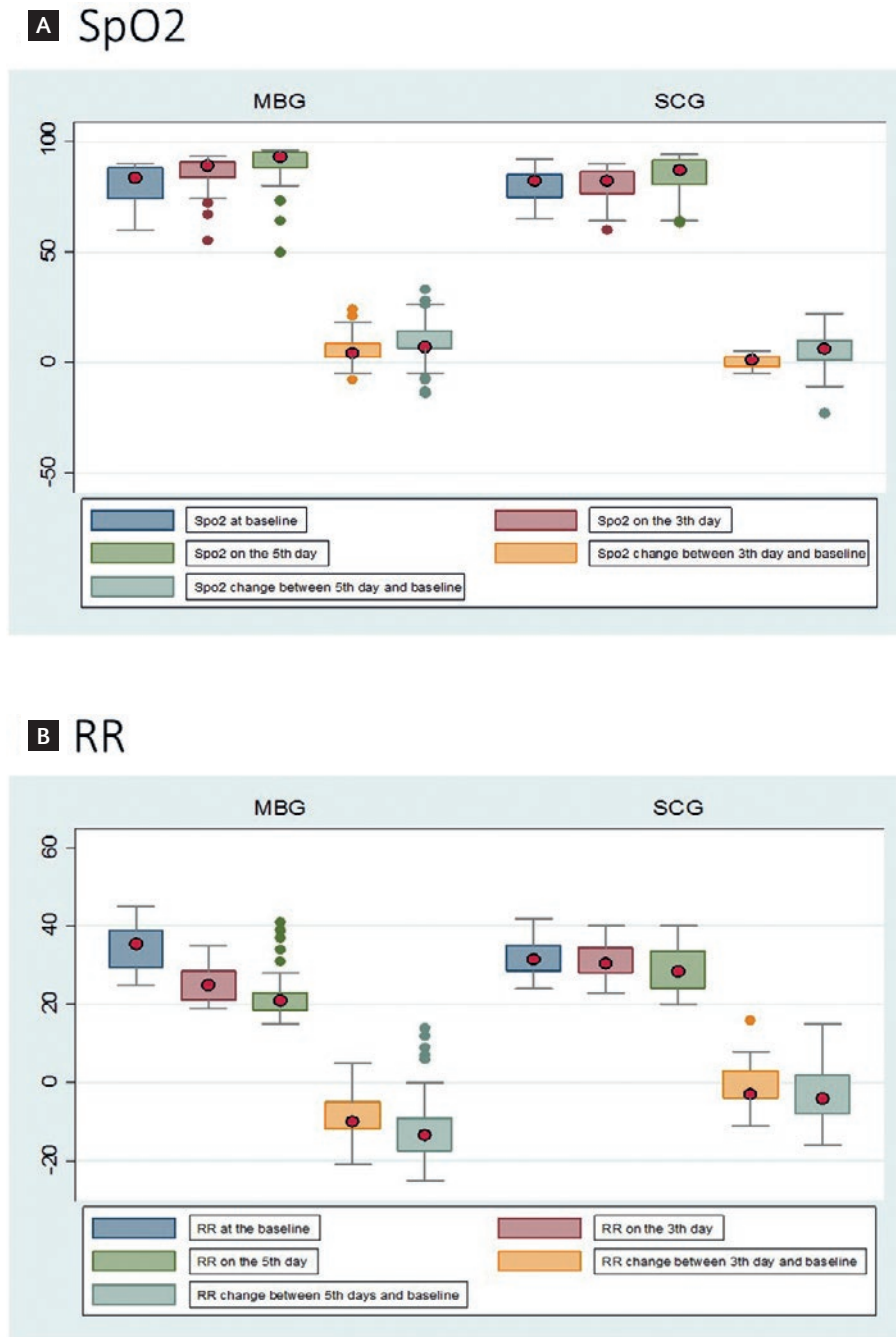 A SpO2
MBG SCG
100
50
0
-50
Spo2 at baseline Spo2 on the 3th day
Spo2 on the 5th day Spo2 change between 3th day and baseline
Spo2 change between 5th day and baseline
B RR
MBG SCG
60
40
20
0
-20
RR at the baseline RR on the 3th day
RR on the 5th day RR change between 3th day and baseline
RR change between 5th days and baseline